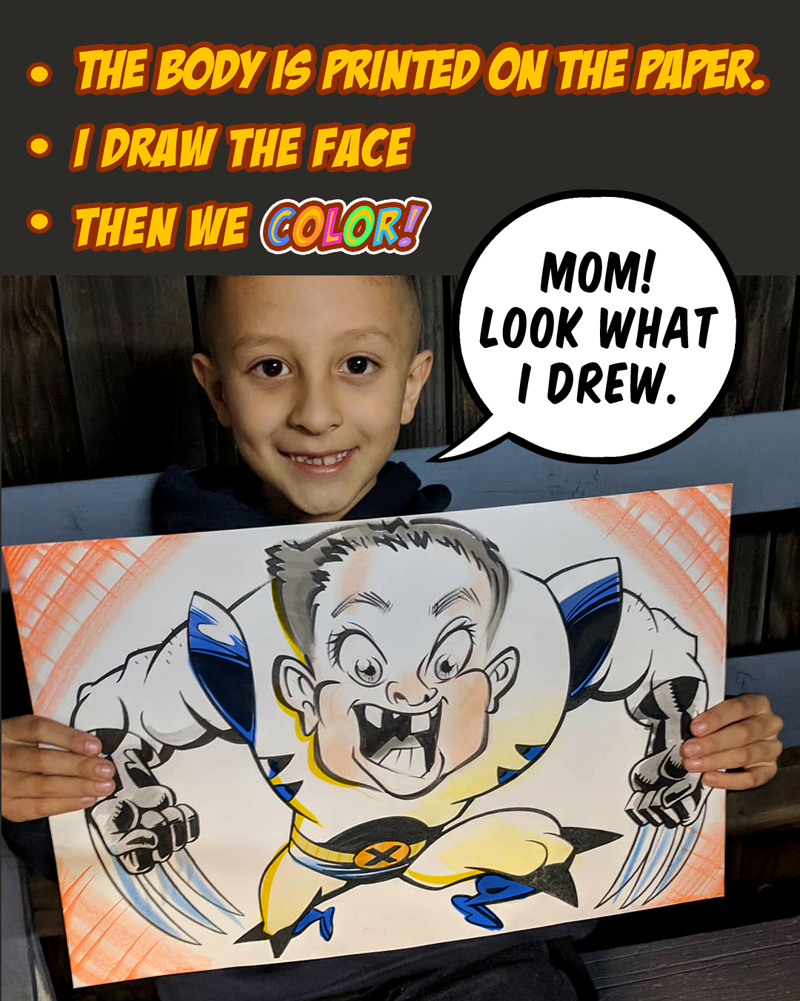 • THE BODY IS PRINTED ON THE PAPER.
• I DRAW THE FACE
• THEN WE COLOR!
MOM!
LOOK WHAT
I DREW.
X